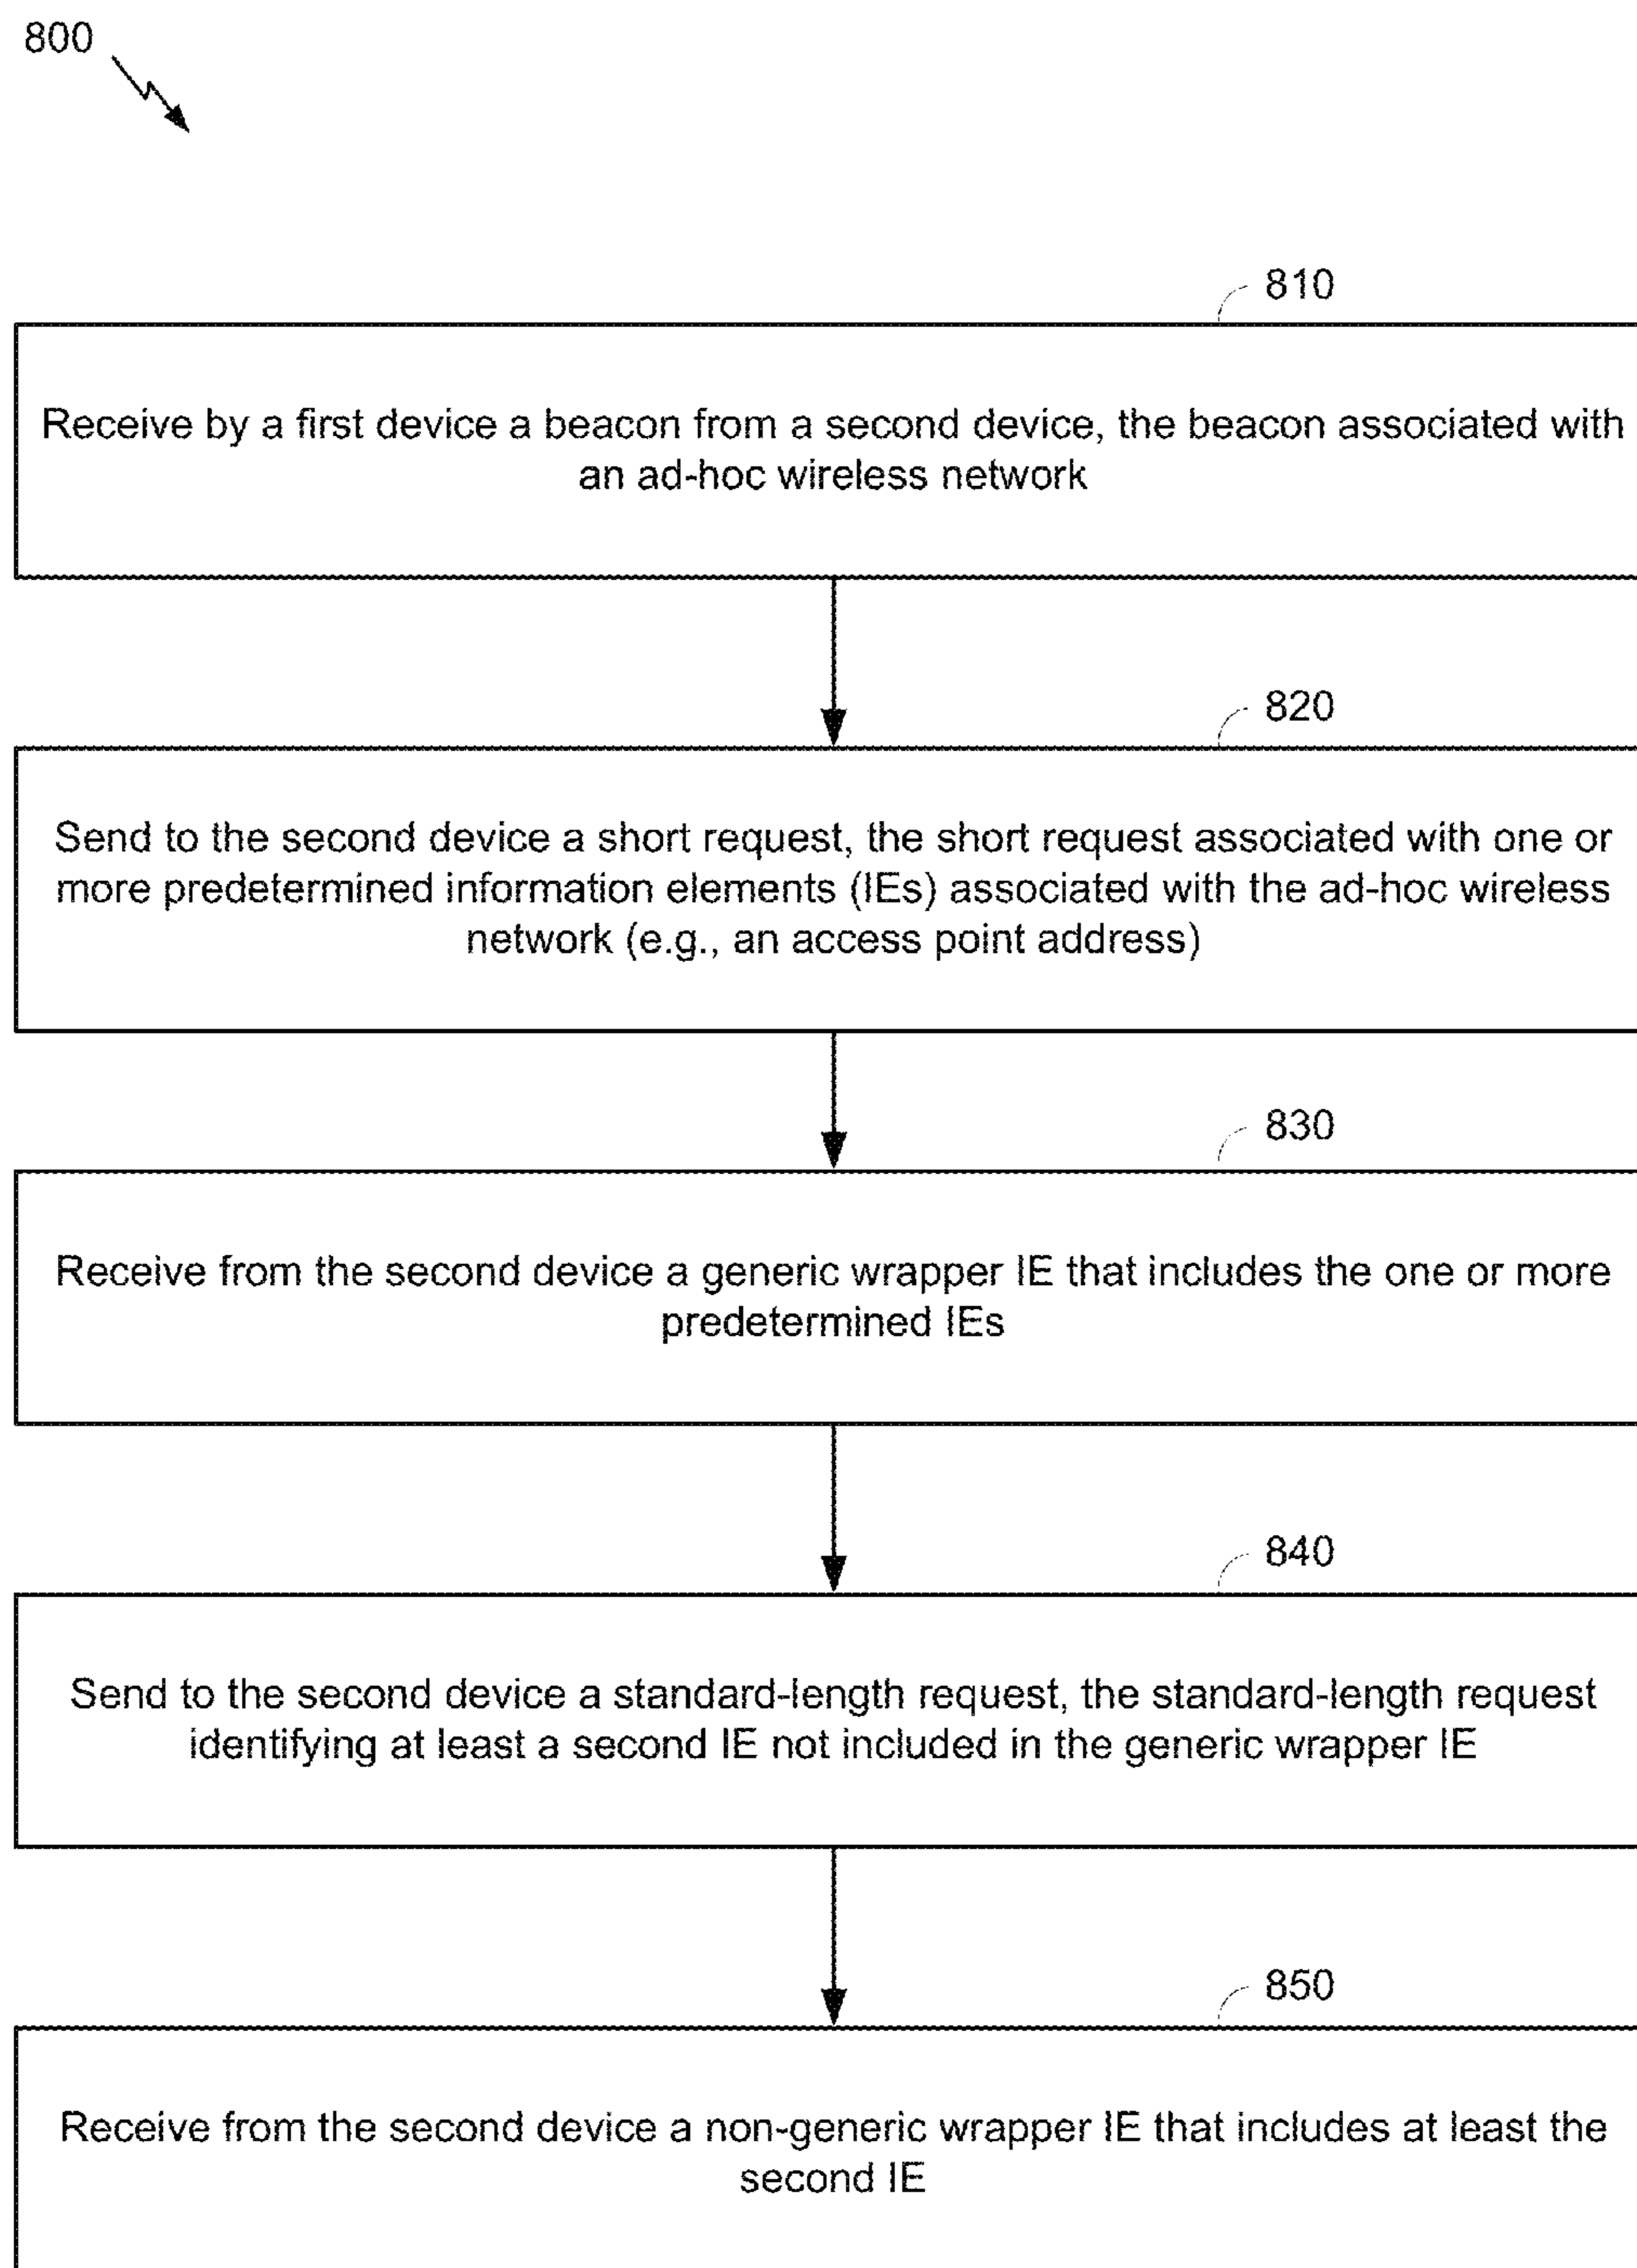 800
810
Receive by a first device a beacon from a second device, the beacon associated with
an ad-hoc wireless network
820
Send to the second device a short request, the short request associated with one or
more predetermined information elements (IEs) associated with the ad-hoc wireless
network (e.g., an access point address)
830
Receive from the second device a generic wrapper IE that includes the one or more
predetermined IEs
840
Send to the second device a standard-length request, the standard-length request
identifying at least a second IE not included in the generic wrapper IE
850
Receive from the second device a non-generic wrapper IE that includes at least the
second IE